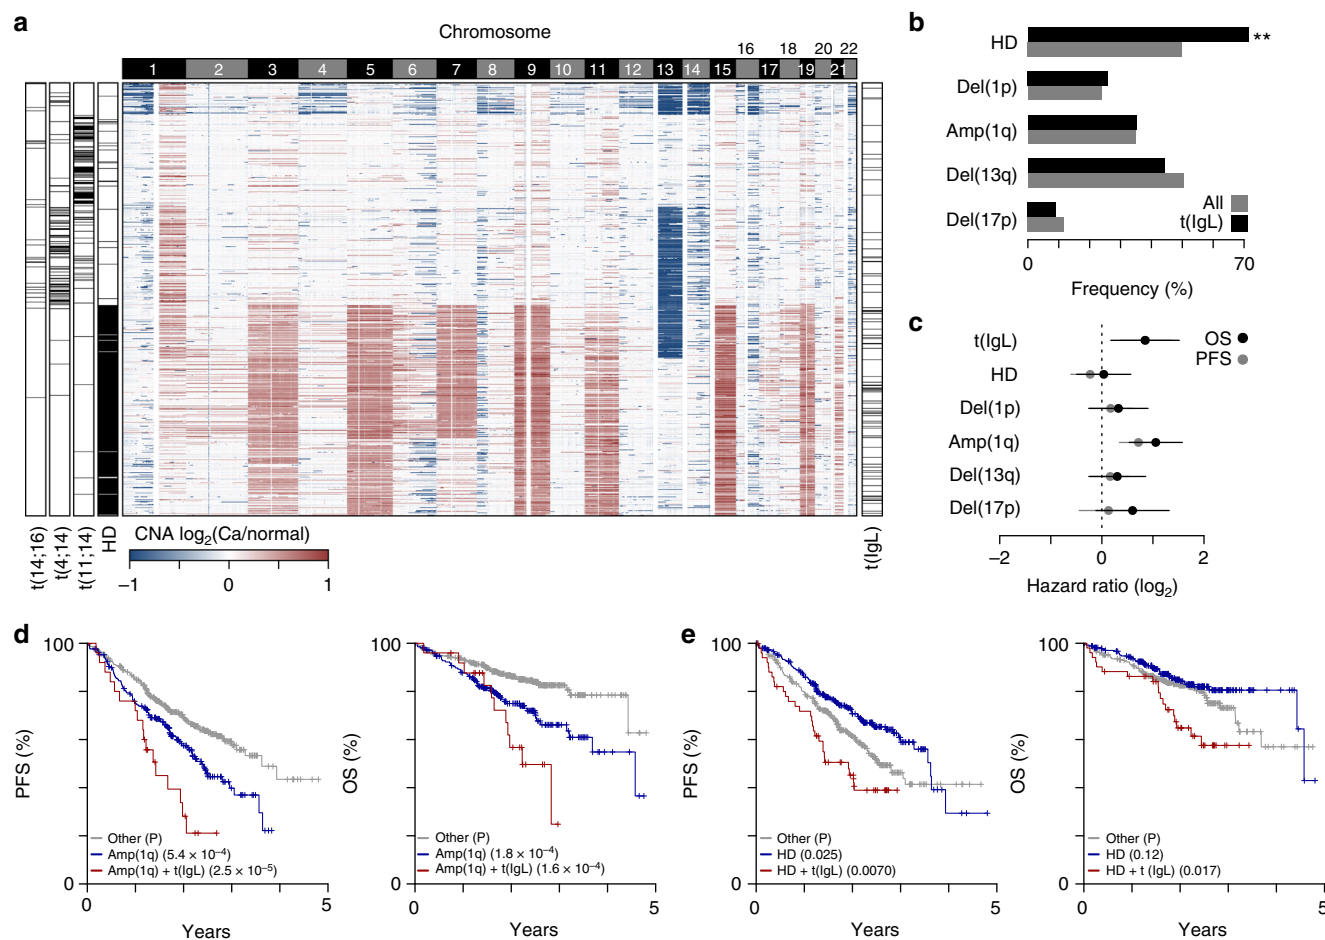 a
Chromosome
16 18 20 22
1 2 3 4 5 6 7 8 9 10 11 12 13 14 15 17 19 21
t(14;16)
t(4;14)
t(11;14)
HD
t(IgL)
CNA log2(Ca/normal)
−1 0 1
b
HD
**
Del(1p)
Amp(1q)
Del(13q)
Del(17p)
All
t(IgL)
0 70
Frequency (%)
c
t(IgL)
HD
Del(1p)
Amp(1q)
Del(13q)
Del(17p)
OS
PFS
−2 0 2
Hazard ratio (log2)
d
100
PFS (%)
0
Other (P)
Amp(1q) (5.4 × 10−4)
Amp(1q) + t(IgL) (2.5 × 10−5)
0 5
Years
100
OS (%)
0
Other (P)
Amp(1q) (1.8 × 10−4)
Amp(1q) + t(IgL) (1.6 × 10−4)
0 5
Years
e
100
PFS (%)
0
Other (P)
HD (0.025)
HD + t(IgL) (0.0070)
0 5
Years
100
OS (%)
0
Other (P)
HD (0.12)
HD + t (IgL) (0.017)
0 5
Years